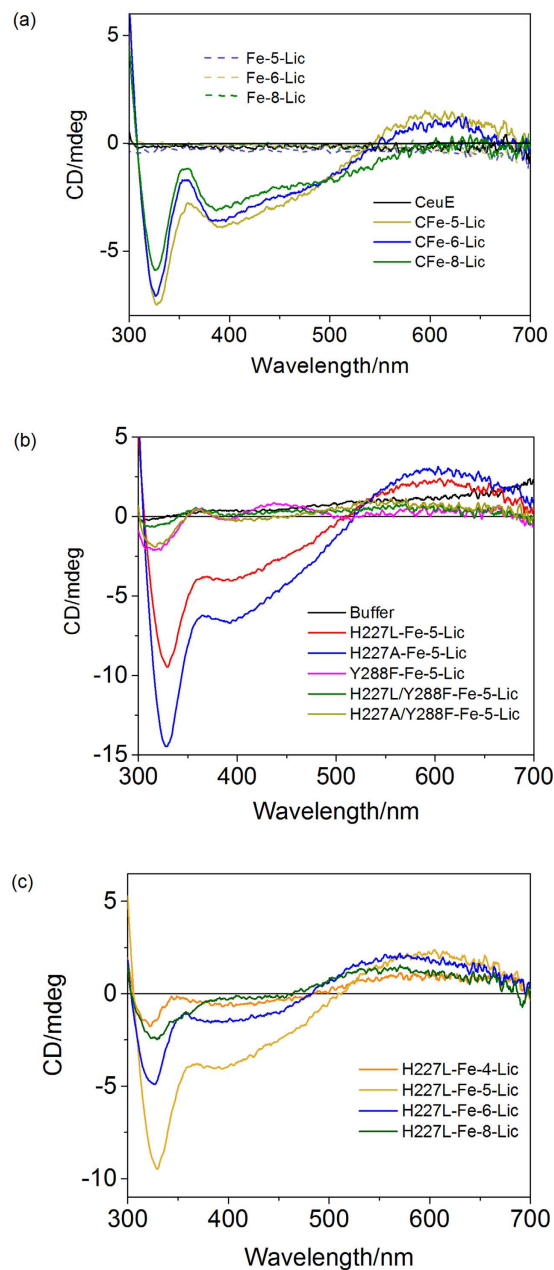 (a)
5
0
-5
CD/mdeg
Fe-5-Lic
Fe-6-Lic
Fe-8-Lic
CeuE
CFe-5-Lic
CFe-6-Lic
CFe-8-Lic
300 400 500 600 700
Wavelength/nm
(b)
5
0
-5
-10
-15
CD/mdeg
Buffer
H227L-Fe-5-Lic
H227A-Fe-5-Lic
Y288F-Fe-5-Lic
H227L/Y288F-Fe-5-Lic
H227A/Y288F-Fe-5-Lic
300 400 500 600 700
Wavelength/nm
(c)
5
0
-5
-10
CD/mdeg
H227L-Fe-4-Lic
H227L-Fe-5-Lic
H227L-Fe-6-Lic
H227L-Fe-8-Lic
300 400 500 600 700
Wavelength/nm